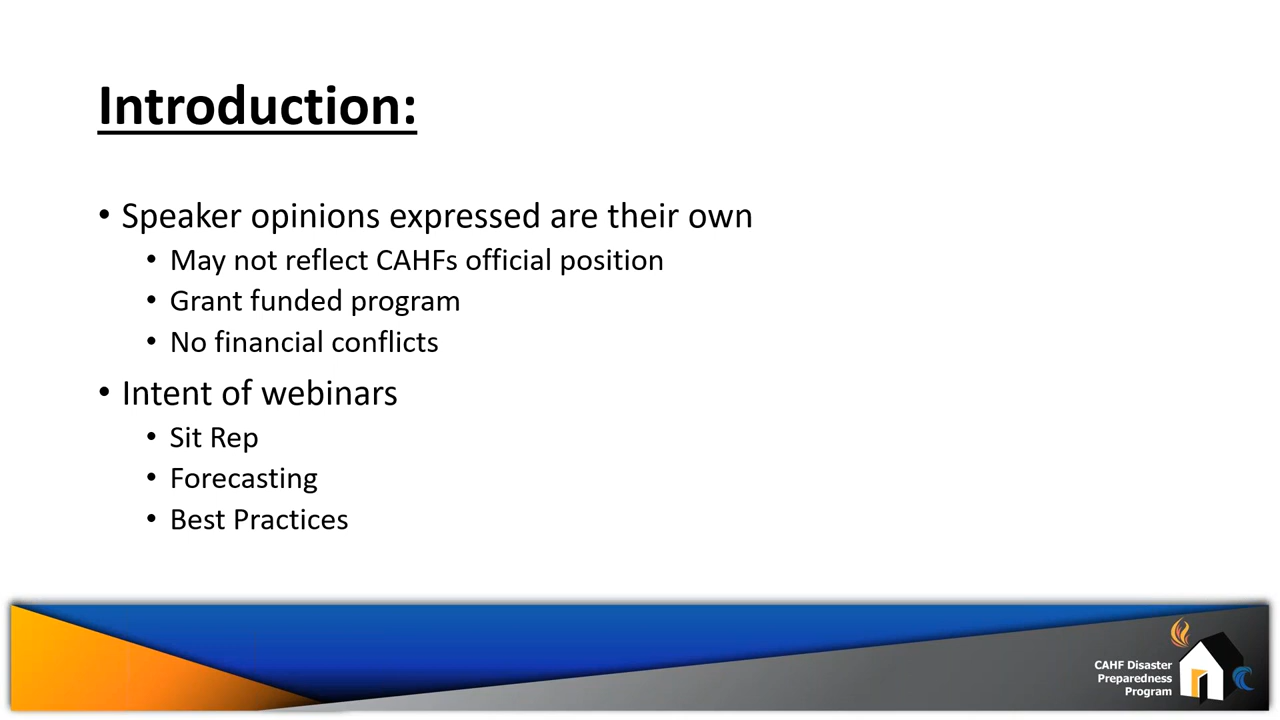 Introduction:
• Speaker opinions expressed are their own
• May not reflect CAHFs official position
• Grant funded program
• No financial conflicts
• Intent of webinars
• Sit Rep
• Forecasting
• Best Practices
CAHF Disaster
Preparedness
Program